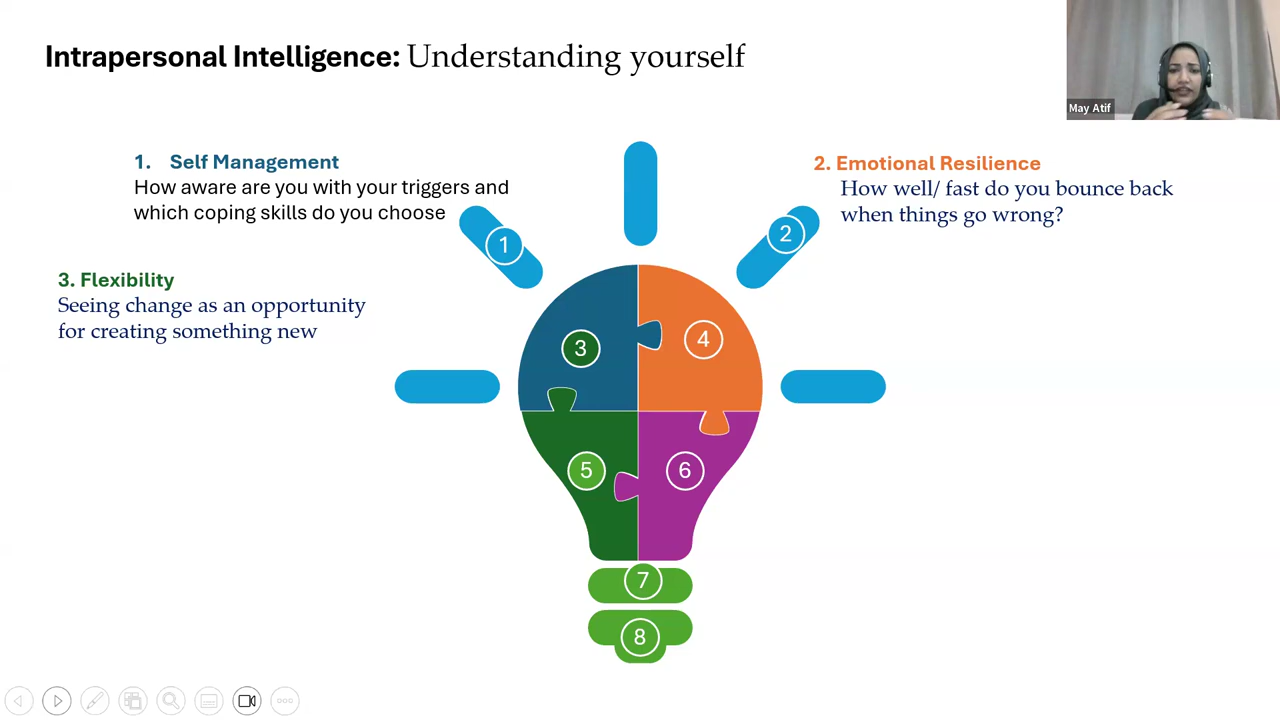 Intrapersonal Intelligence: Understanding yourself
May Atif
1. Self Management
How aware are you with your triggers and
which coping skills do you choose
2. Emotional Resilience
How well/ fast do you bounce back
when things go wrong?
3. Flexibility
Seeing change as an opportunity
for creating something new
1
2
3
4
5
6
7
8